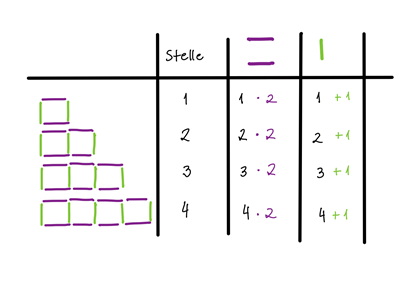 Stelle
1 1 · 2 1 +1
2 2 · 2 2 +1
3 3 · 2 3 +1
4 4 · 2 4 +1